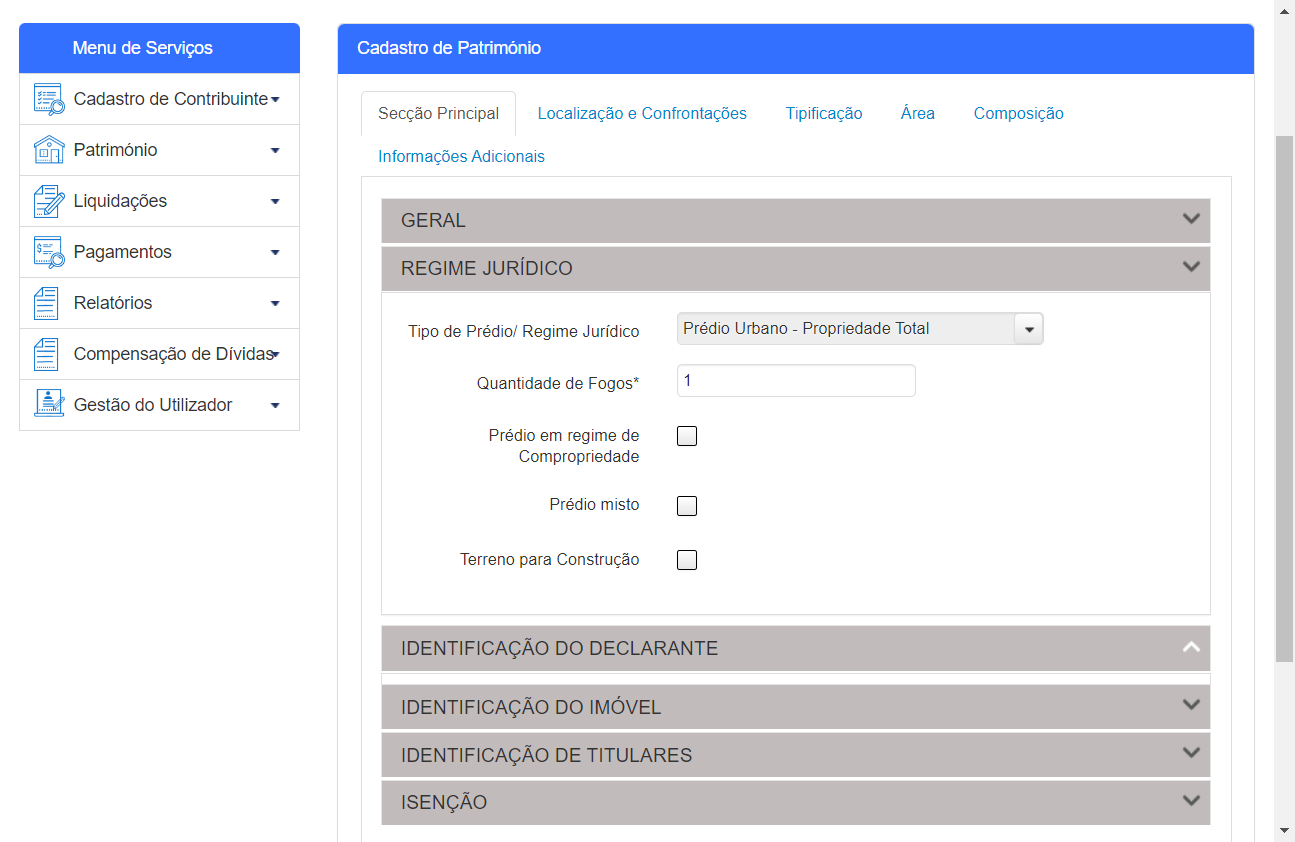 Menu de Serviços
Cadastro de Contribuinte
Património
Liquidações
Pagamentos
Relatórios
Compensação de Dívidas
Gestão do Utilizador
Cadastro de Património
Secção Principal
Localização e Confrontações
Tipificação
Área
Composição
Informações Adicionais
GERAL
REGIME JURÍDICO
Tipo de Prédio/ Regime Jurídico
Prédio Urbano - Propriedade Total
Quantidade de Fogos*
1
Prédio em regime de
Compropriedade
Prédio misto
Terreno para Construção
IDENTIFICAÇÃO DO DECLARANTE
IDENTIFICAÇÃO DO IMÓVEL
IDENTIFICAÇÃO DE TITULARES
ISENÇÃO